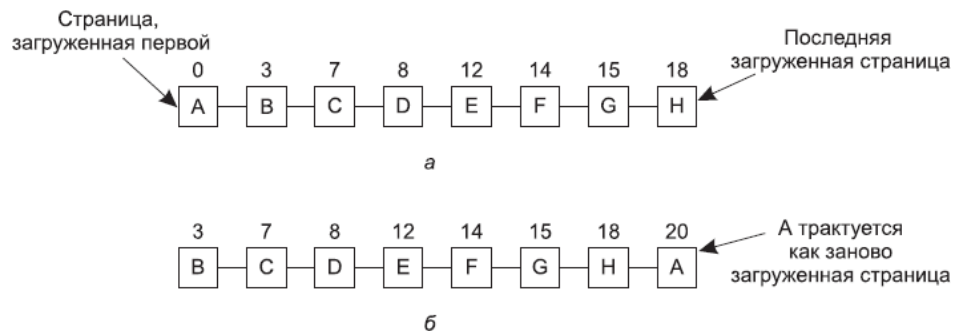 Страница,
загруженная первой
Последняя
загруженная страница
0 3 7 8 12 14 15 18
A B C D E F G H
а
3 7 8 12 14 15 18 20
B C D E F G H A
А трактуется
как заново
загруженная страница
б